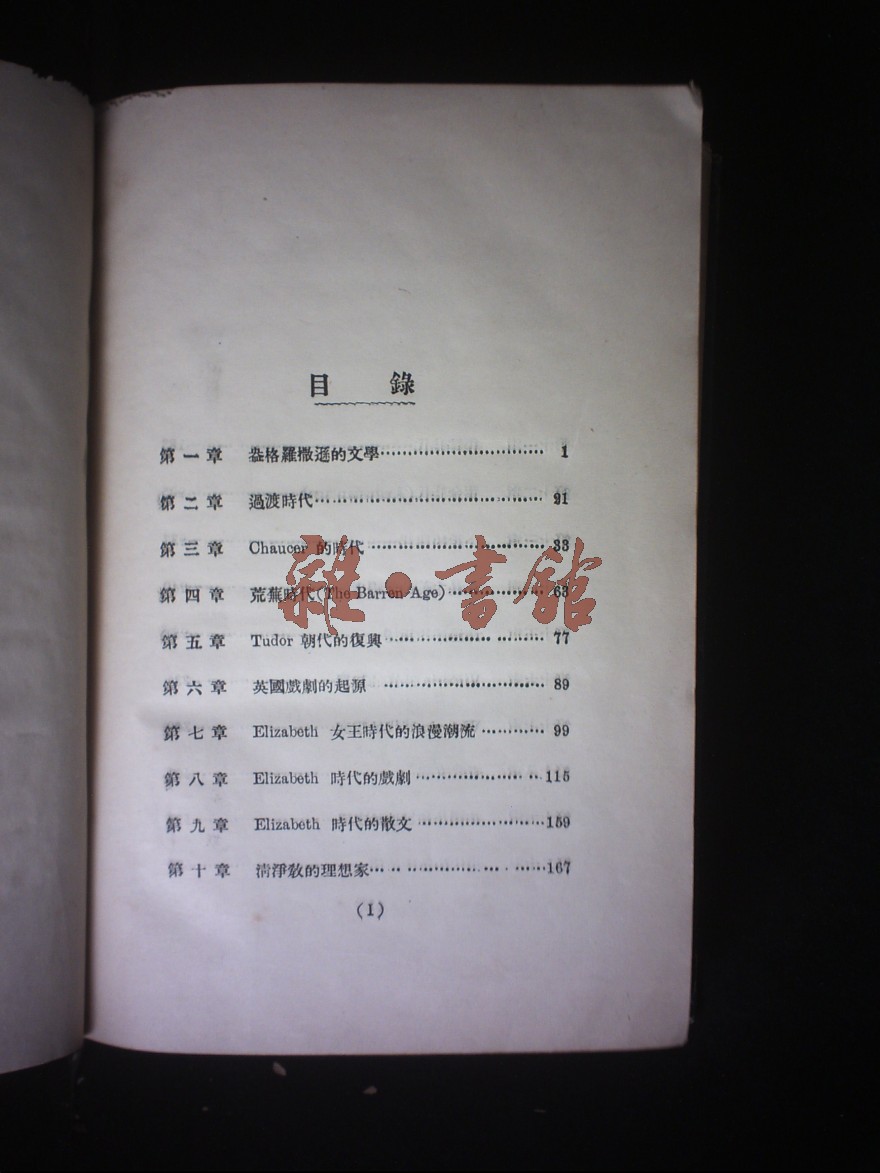 目錄
第一章 盎格羅撒遜的文學 1
第二章 過渡時代 21
第三章 Chaucer 的時代 33
第四章 荒蕪時代(The Barren Age) 63
第五章 Tudor 朝代的復興 77
第六章 英國戲劇的起源 89
第七章 Elizabeth 女王時代的浪漫潮流 99
第八章 Elizabeth 時代的戲劇 115
第九章 Elizabeth 時代的散文 159
第十章 清淨教的理想家 167
(1)
雜·書館